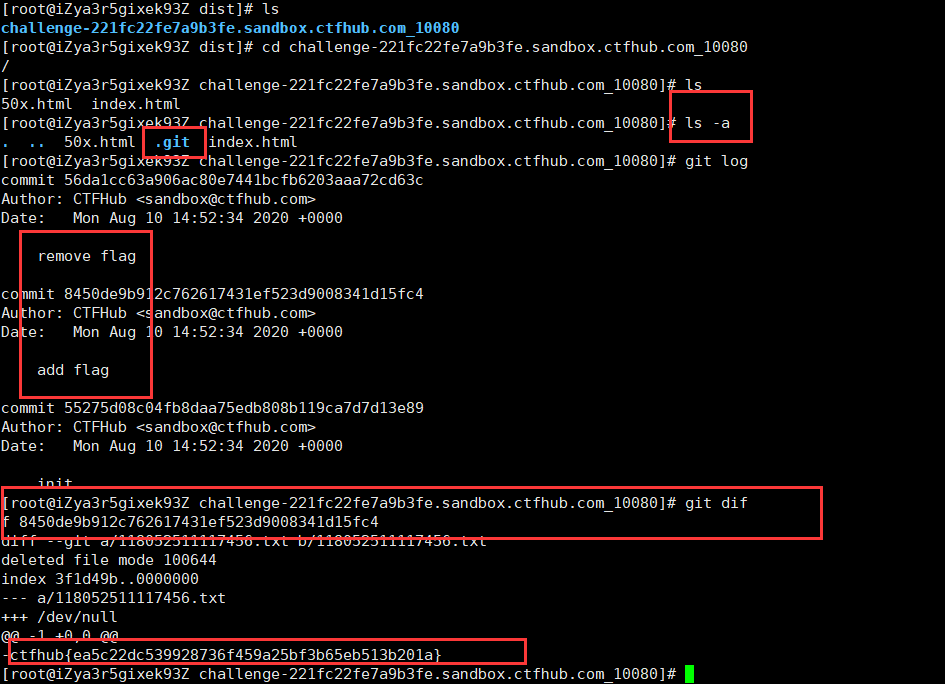 [root@iZya3r5gixek93Z dist]# ls
challenge-221fc22fe7a9b3fe.sandbox.ctfhub.com_10080
[root@iZya3r5gixek93Z dist]# cd challenge-221fc22fe7a9b3fe.sandbox.ctfhub.com_10080
/
[root@iZya3r5gixek93Z challenge-221fc22fe7a9b3fe.sandbox.ctfhub.com_10080]# ls
50x.html  index.html
[root@iZya3r5gixek93Z challenge-221fc22fe7a9b3fe.sandbox.ctfhub.com_10080]# ls -a
.  ..  50x.html  .git  index.html
[root@iZya3r5gixek93Z challenge-221fc22fe7a9b3fe.sandbox.ctfhub.com_10080]# git log
commit 56da1cc63a906ac80e7441bcfb6203aaa72cd63c
Author: CTFHub <sandbox@ctfhub.com>
Date:   Mon Aug 10 14:52:34 2020 +0000
remove flag
commit 8450de9b912c762617431ef523d9008341d15fc4
Author: CTFHub <sandbox@ctfhub.com>
Date:   Mon Aug 10 14:52:34 2020 +0000
add flag
commit 55275d08c04fb8daa75edb808b119ca7d7d13e89
Author: CTFHub <sandbox@ctfhub.com>
Date:   Mon Aug 10 14:52:34 2020 +0000
init
[root@iZya3r5gixek93Z challenge-221fc22fe7a9b3fe.sandbox.ctfhub.com_10080]# git dif
f 8450de9b912c762617431ef523d9008341d15fc4
diff --git a/118052511117456.txt b/118052511117456.txt
deleted file mode 100644
index 3f1d49b..0000000
--- a/118052511117456.txt
+++ /dev/null
@@ -1 +0,0 @@
-ctfhub{ea5c22dc539928736f459a25bf3b65eb513b201a}
[root@iZya3r5gixek93Z challenge-221fc22fe7a9b3fe.sandbox.ctfhub.com_10080]#